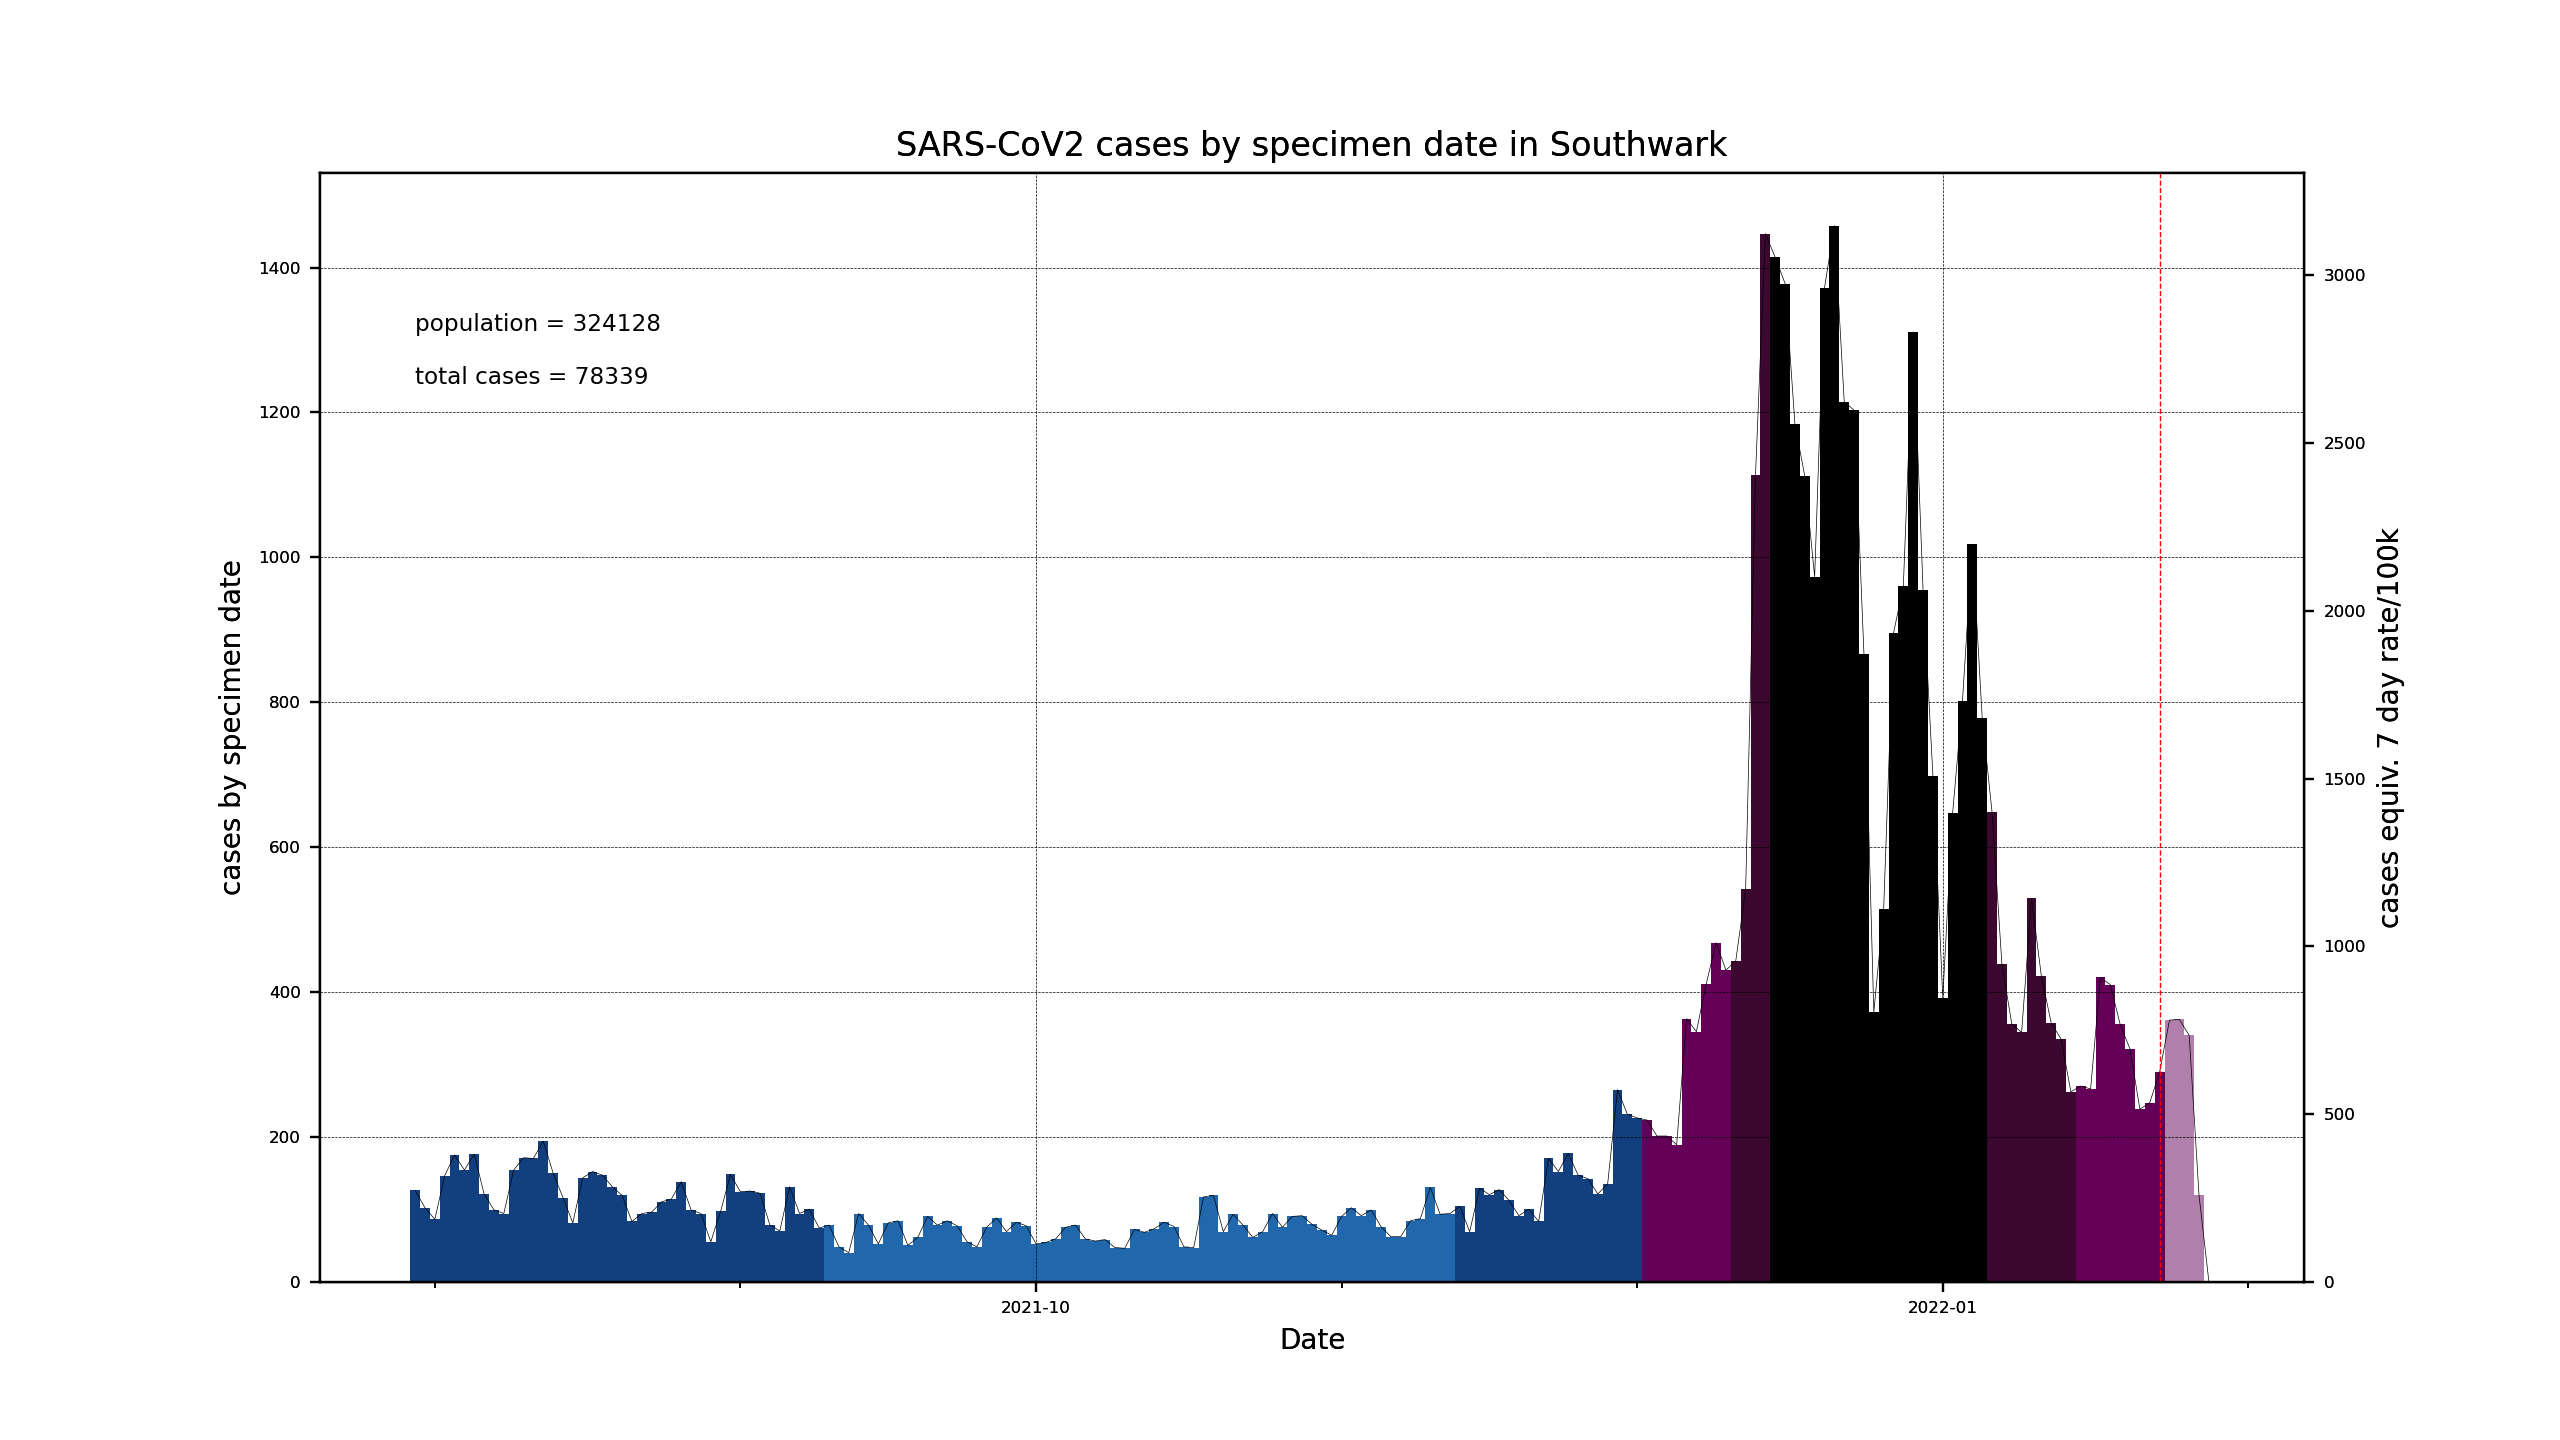 SARS-CoV2 cases by specimen date in Southwark
population = 324128
total cases = 78339
cases by specimen date
1400
1200
1000
800
600
400
200
0
3000
2500
2000
1500
1000
500
0
cases equiv. 7 day rate/100k
2021-10
2022-01
Date